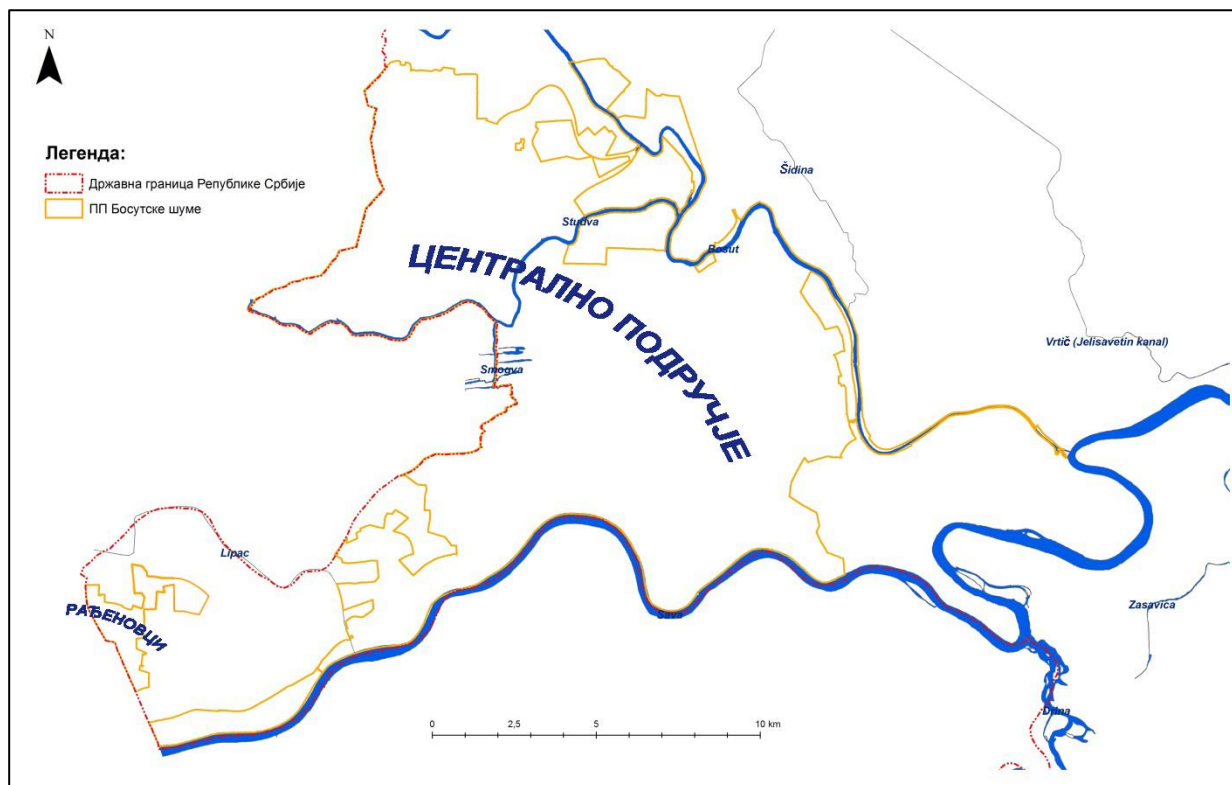 N
Легенда:
Државна граница Републике Србије
ПП Босутске шуме
Šidina
Studva
Bosut
ЦЕНТРАЛНО ПОДРУЧЈЕ
Vrtič (Jelisavetin kanal)
Smogva
Lipac
РАЂЕНОВЦИ
Sava
Zasavica
Drina
0 2,5 5 10 km